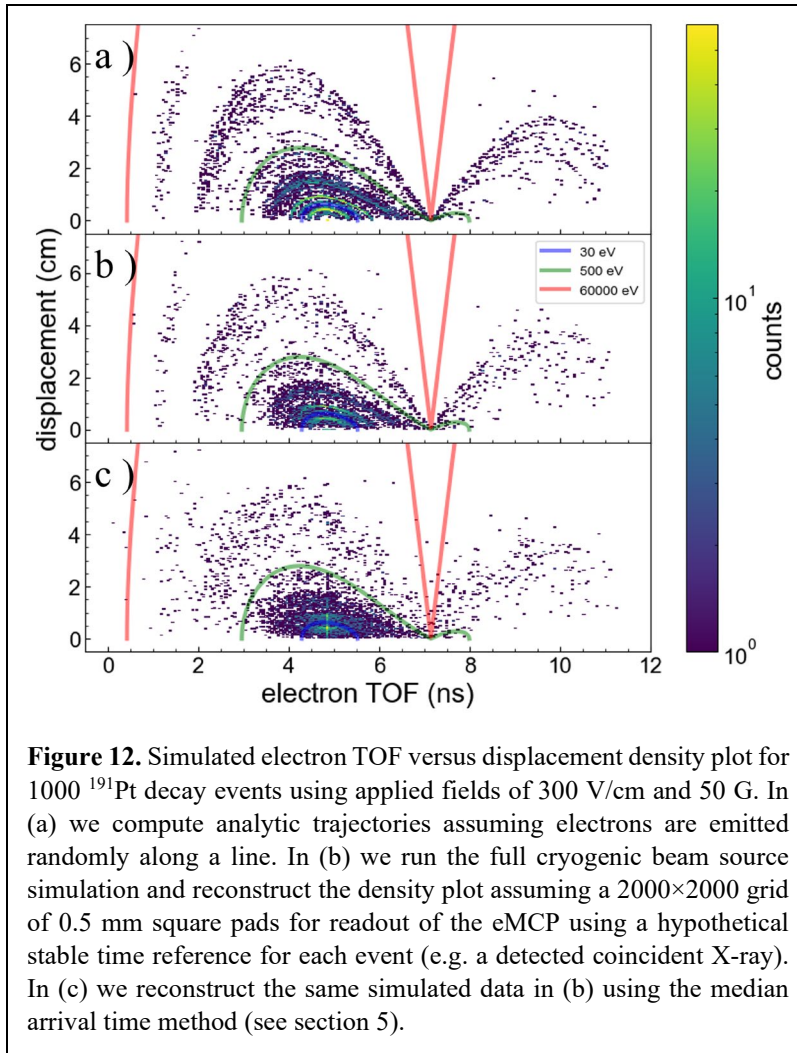 a )
6
4
2
0
b )
6
4
2
0
30 eV
500 eV
60000 eV
c )
6
4
2
0
displacement (cm)
0 2 4 6 8 10 12
electron TOF (ns)
10¹
10⁰
counts
Figure 12. Simulated electron TOF versus displacement density plot for
1000 ¹⁹¹Pt decay events using applied fields of 300 V/cm and 50 G. In
(a) we compute analytic trajectories assuming electrons are emitted
randomly along a line. In (b) we run the full cryogenic beam source
simulation and reconstruct the density plot assuming a 2000×2000 grid
of 0.5 mm square pads for readout of the eMCP using a hypothetical
stable time reference for each event (e.g. a detected coincident X-ray).
In (c) we reconstruct the same simulated data in (b) using the median
arrival time method (see section 5).